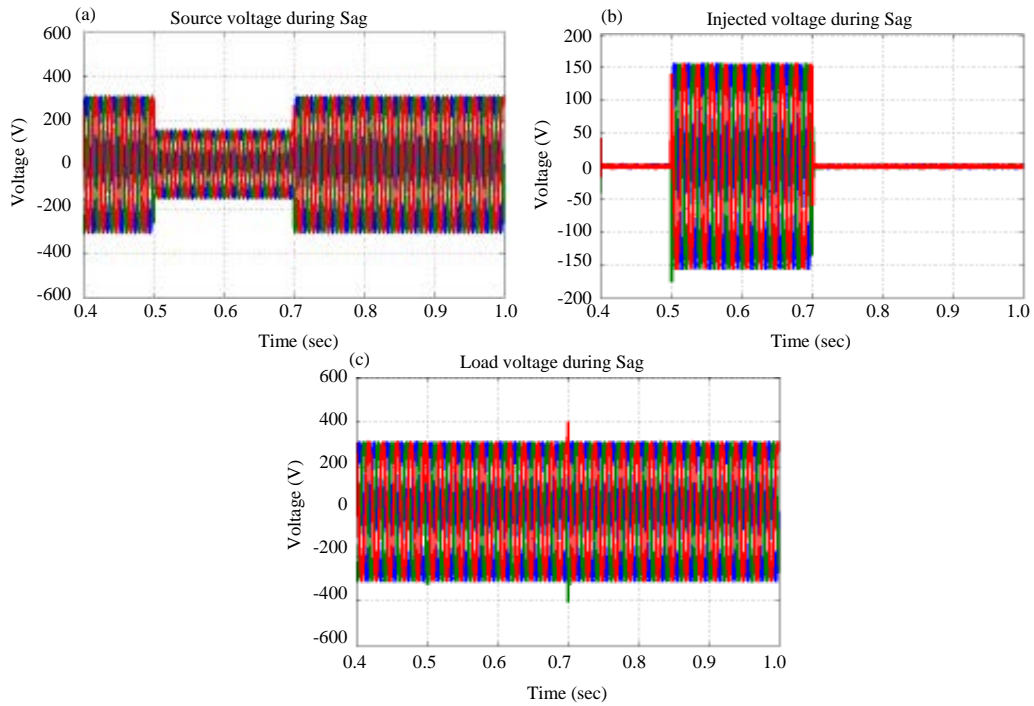 (a)
Source voltage during Sag
600
400
200
0
-200
-400
-600
Voltage (V)
0.4 0.5 0.6 0.7 0.8 0.9 1.0
Time (sec)
(b)
Injected voltage during Sag
200
150
100
50
0
-50
-100
-150
-200
Voltage (V)
0.4 0.5 0.6 0.7 0.8 0.9 1.0
Time (sec)
(c)
Load voltage during Sag
600
400
200
0
-200
-400
-600
Voltage (V)
0.4 0.5 0.6 0.7 0.8 0.9 1.0
Time (sec)